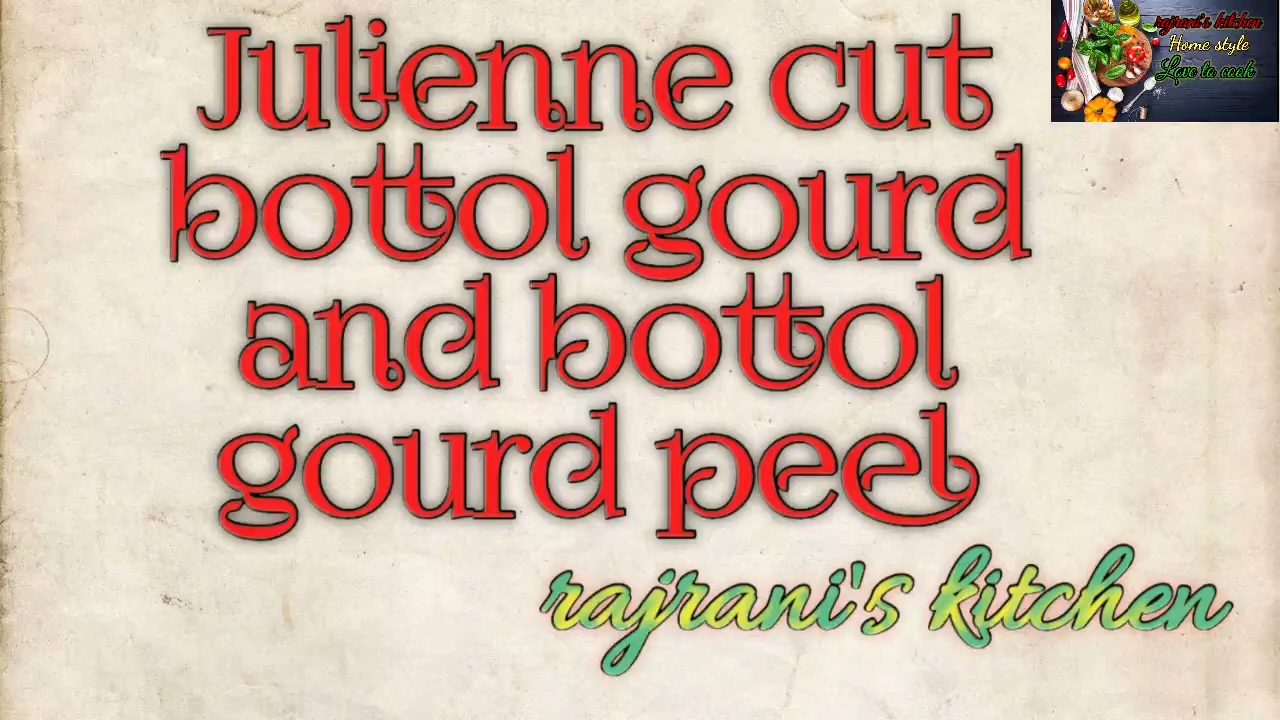 Julienne cut
bottol gourd
and bottol
gourd peel
rajrani's kitchen
rajrani's kitchen
Home style
Love to cook